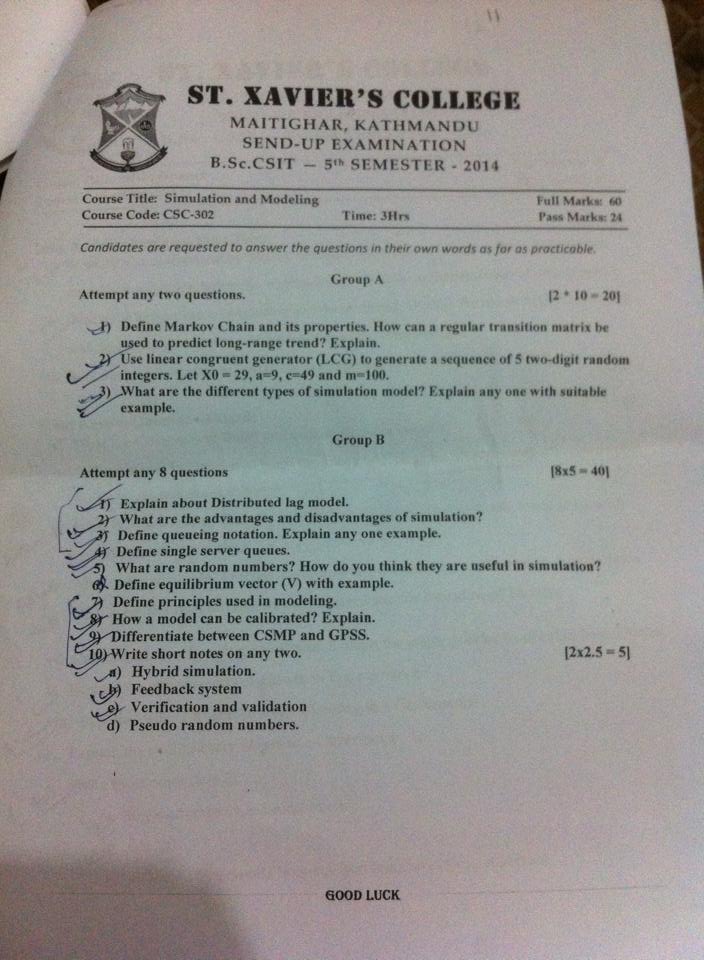 11
ST. XAVIER'S COLLEGE
MAITIGHAR, KATHMANDU
SEND-UP EXAMINATION
B.Sc.CSIT – 5th SEMESTER - 2014
Course Title: Simulation and Modeling Full Marks: 60
Course Code: CSC-302 Time: 3Hrs Pass Marks: 24
Candidates are requested to answer the questions in their own words as far as practicable.
Group A
Attempt any two questions. [2 * 10 = 20]
1) Define Markov Chain and its properties. How can a regular transition matrix be
used to predict long-range trend? Explain.
2) Use linear congruent generator (LCG) to generate a sequence of 5 two-digit random
integers. Let X0 = 29, a=9, c=49 and m=100.
3) What are the different types of simulation model? Explain any one with suitable
example.
Group B
Attempt any 8 questions [8x5 = 40]
1) Explain about Distributed lag model.
2) What are the advantages and disadvantages of simulation?
3) Define queueing notation. Explain any one example.
4) Define single server queues.
5) What are random numbers? How do you think they are useful in simulation?
6) Define equilibrium vector (V) with example.
7) Define principles used in modeling.
8) How a model can be calibrated? Explain.
9) Differentiate between CSMP and GPSS.
10) Write short notes on any two. [2x2.5 = 5]
a) Hybrid simulation.
b) Feedback system
c) Verification and validation
d) Pseudo random numbers.
GOOD LUCK